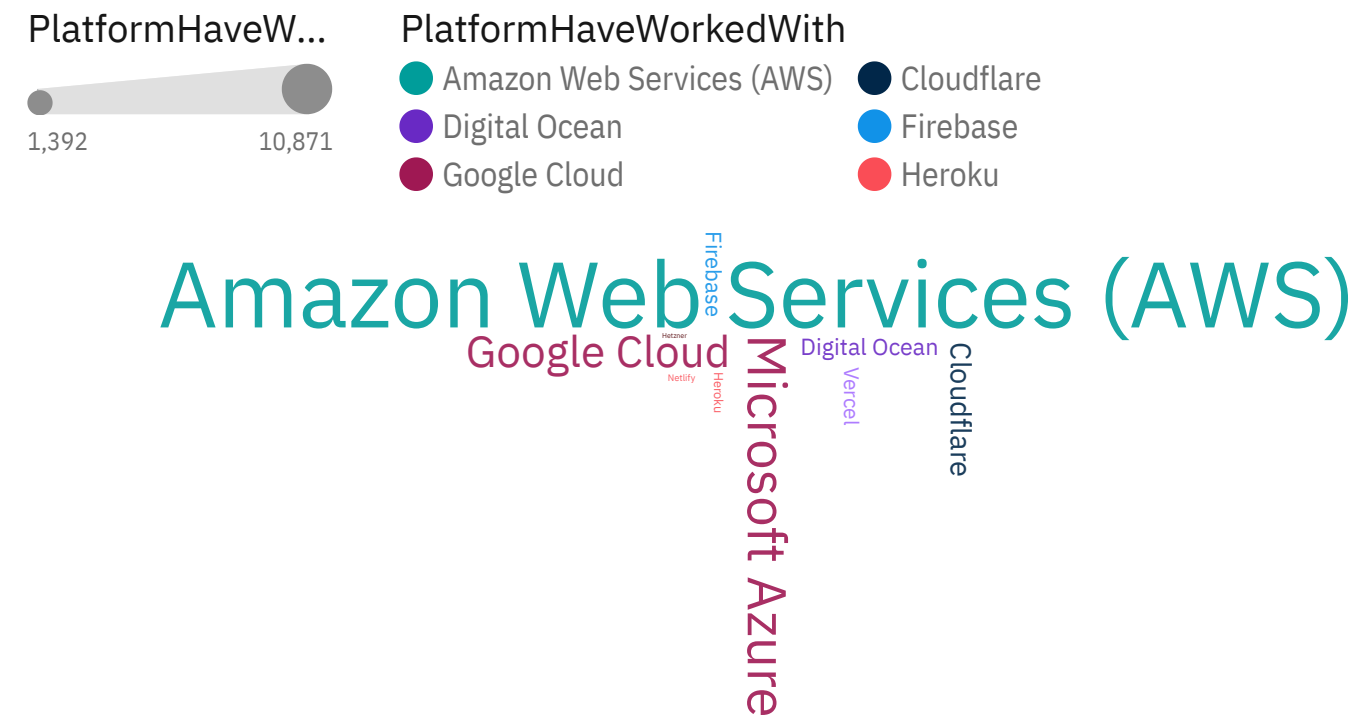 PlatformHaveW... PlatformHaveWorkedWith
Amazon Web Services (AWS) Cloudflare
Digital Ocean Firebase
1,392 10,871
Google Cloud Heroku
Firebase
Amazon Web Services (AWS)
Hetzner
Google Cloud
Microsoft Azure
Digital Ocean
Cloudflare
Netlify
Heroku
Vercel